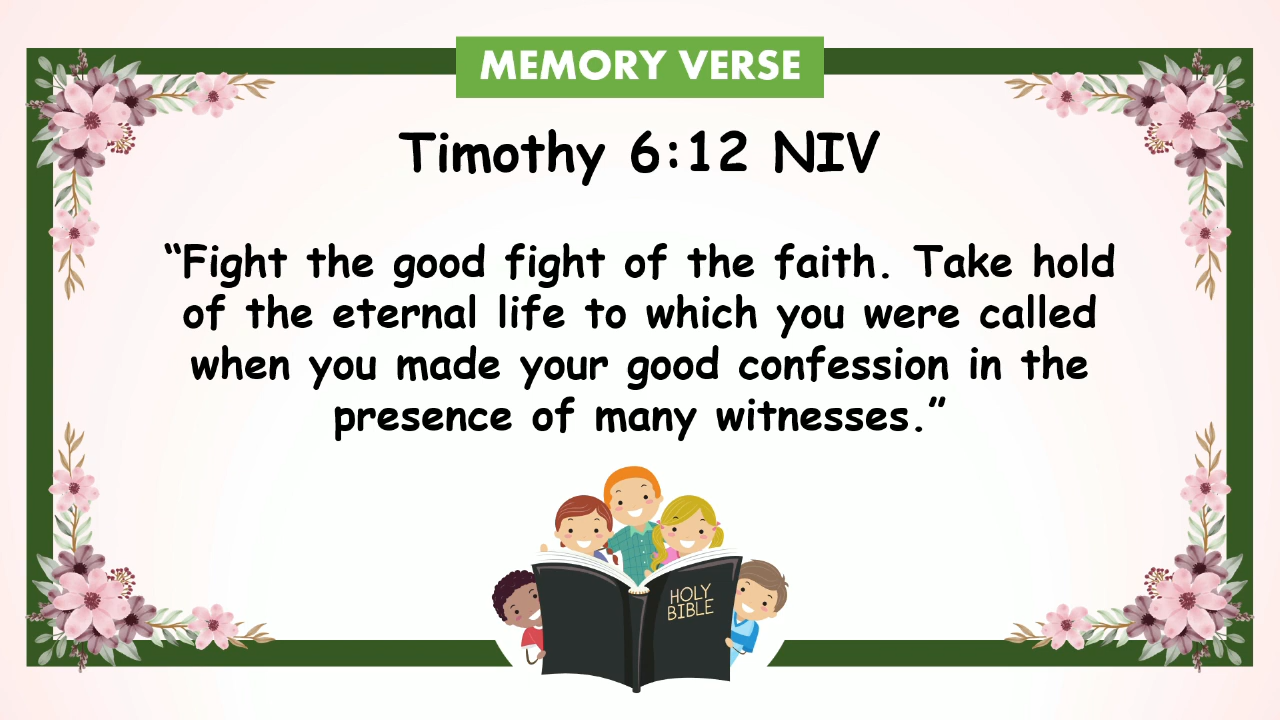 MEMORY VERSE
Timothy 6:12 NIV
“Fight the good fight of the faith. Take hold
of the eternal life to which you were called
when you made your good confession in the
presence of many witnesses.”
HOLY
BIBLE